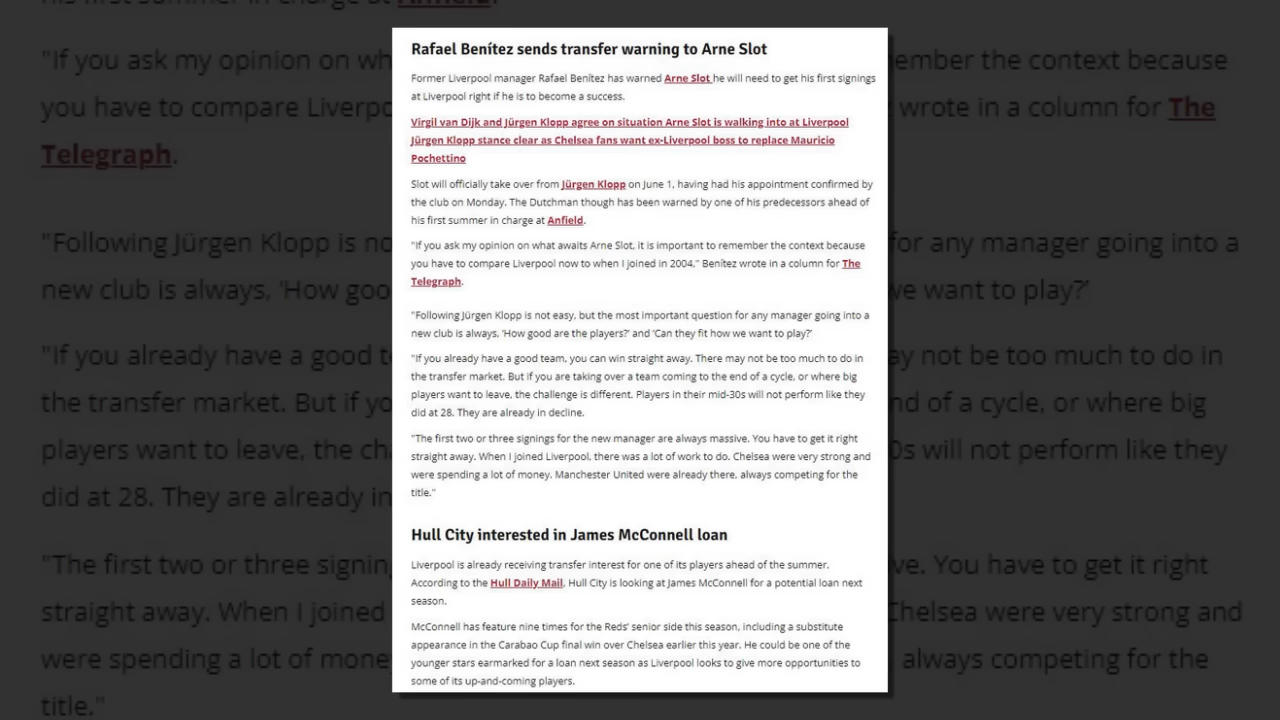 Rafael Benítez sends transfer warning to Arne Slot
Former Liverpool manager Rafael Benítez has warned Arne Slot he will need to get his first signings
at Liverpool right if he is to become a success.
Virgil van Dijk and Jürgen Klopp agree on situation Arne Slot is walking into at Liverpool
Jürgen Klopp stance clear as Chelsea fans want ex-Liverpool boss to replace Mauricio
Pochettino
Slot will officially take over from Jürgen Klopp on June 1, having had his appointment confirmed by
the club on Monday. The Dutchman though has been warned by one of his predecessors ahead of
his first summer in charge at Anfield.
"If you ask my opinion on what awaits Arne Slot, it is important to remember the context because
you have to compare Liverpool now to when I joined in 2004," Benítez wrote in a column for The
Telegraph.
"Following Jürgen Klopp is not easy, but the most important question for any manager going into a
new club is always, 'How good are the players?' and 'Can they fit how we want to play?'
"If you already have a good team, you can win straight away. There may not be too much to do in
the transfer market. But if you are taking over a team coming to the end of a cycle, or where big
players want to leave, the challenge is different. Players in their mid-30s will not perform like they
did at 28. They are already in decline.
"The first two or three signings for the new manager are always massive. You have to get it right
straight away. When I joined Liverpool, there was a lot of work to do. Chelsea were very strong and
were spending a lot of money. Manchester United were already there, always competing for the
title."
Hull City interested in James McConnell loan
Liverpool is already receiving transfer interest for one of its players ahead of the summer.
According to the Hull Daily Mail, Hull City is looking at James McConnell for a potential loan next
season.
McConnell has feature nine times for the Reds' senior side this season, including a substitute
appearance in the Carabao Cup final win over Chelsea earlier this year. He could be one of the
younger stars earmarked for a loan next season as Liverpool looks to give more opportunities to
some of its up-and-coming players.